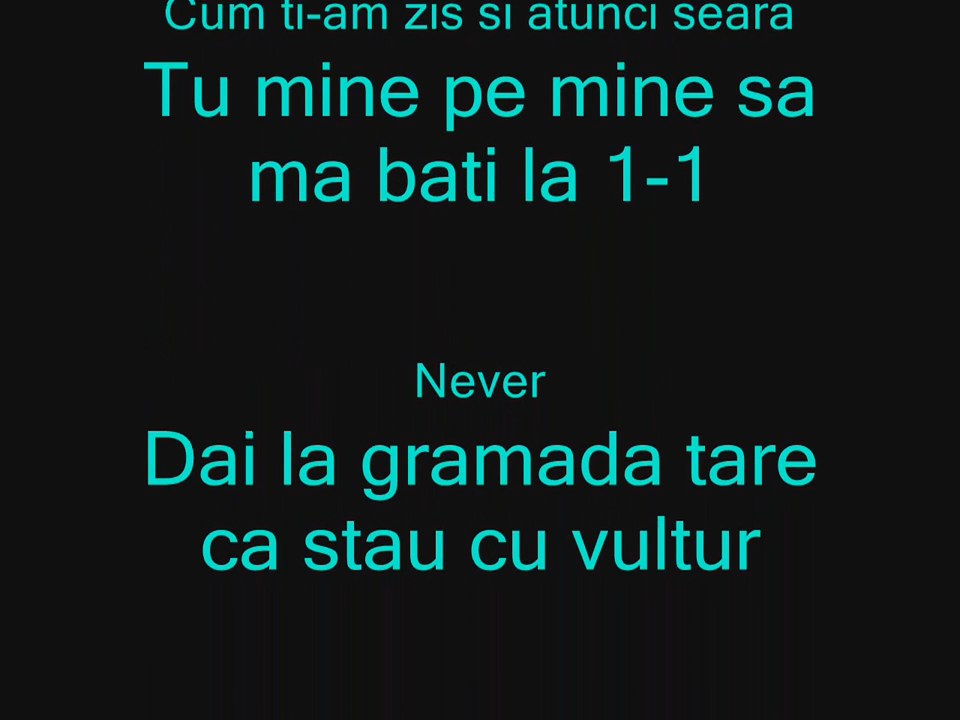 Cum ti-am zis si atunci seara
Tu mine pe mine sa
ma bati la 1-1
Never
Dai la gramada tare
ca stau cu vultur